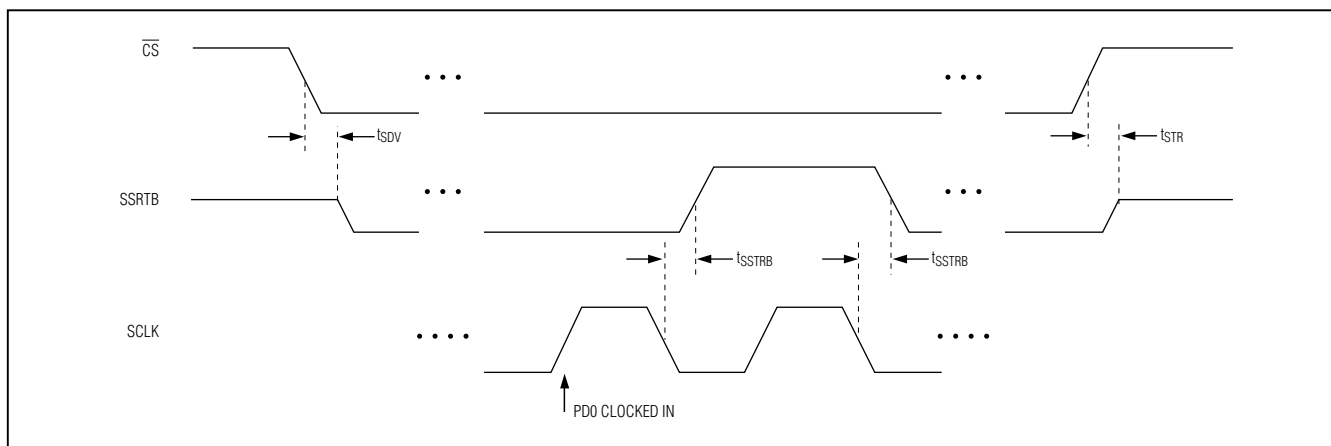 CS
tSDV
tSTR
SSRTB
tSSTRB
tSSTRB
SCLK
PD0 CLOCKED IN